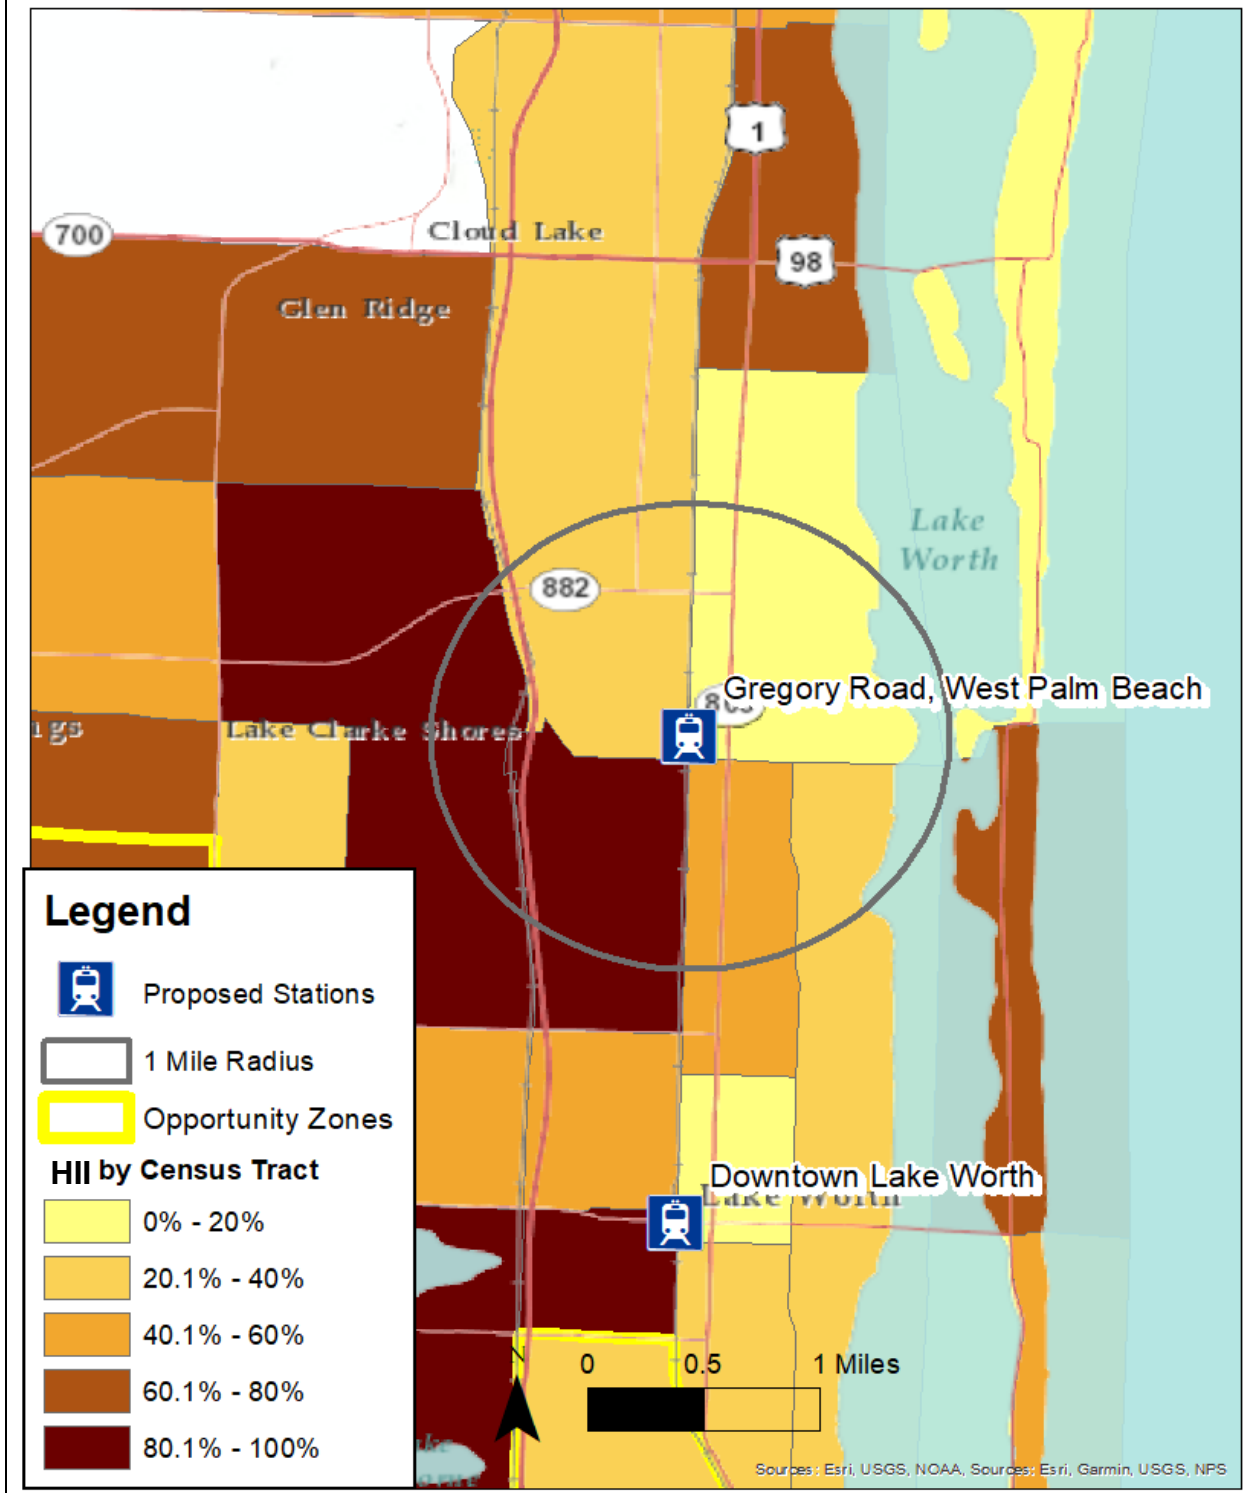 1
Cloud Lake
700
98
Glen Ridge
Lake
Worth
882
Gregory Road, West Palm Beach
Lake Clarke Shores
Legend
Proposed Stations
1 Mile Radius
Opportunity Zones
HII by Census Tract
0% - 20%
20.1% - 40%
40.1% - 60%
60.1% - 80%
80.1% - 100%
Downtown Lake Worth
Lake Worth
N
0 0.5 1 Miles
Sources: Esri, USGS, NOAA, Sources: Esri, Garmin, USGS, NPS